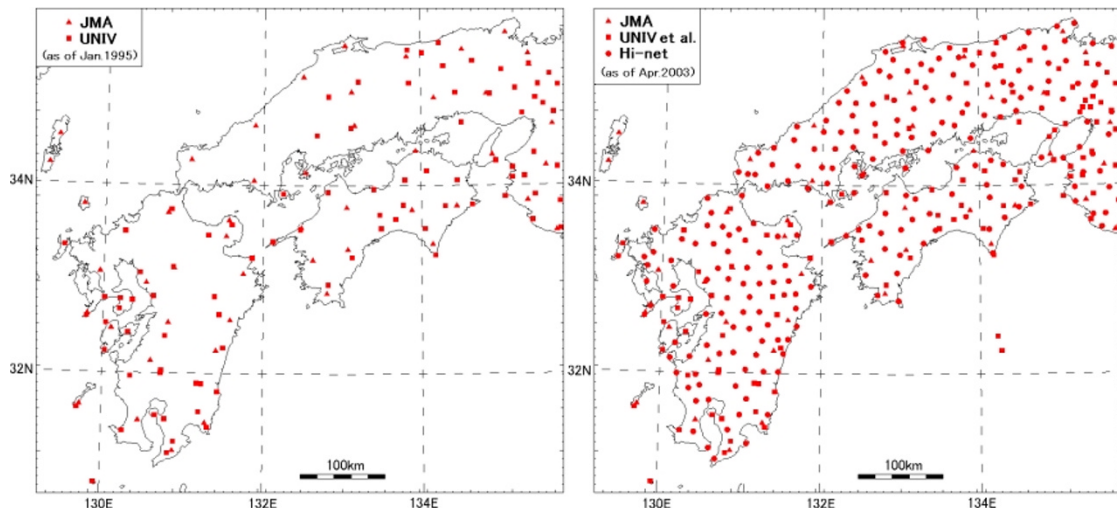 JMA
UNIV
(as of Jan.1995)
34N
32N
130E
132E
134E
100km
JMA
UNIV et al.
Hi-net
(as of Apr.2003)
34N
32N
130E
132E
134E
100km